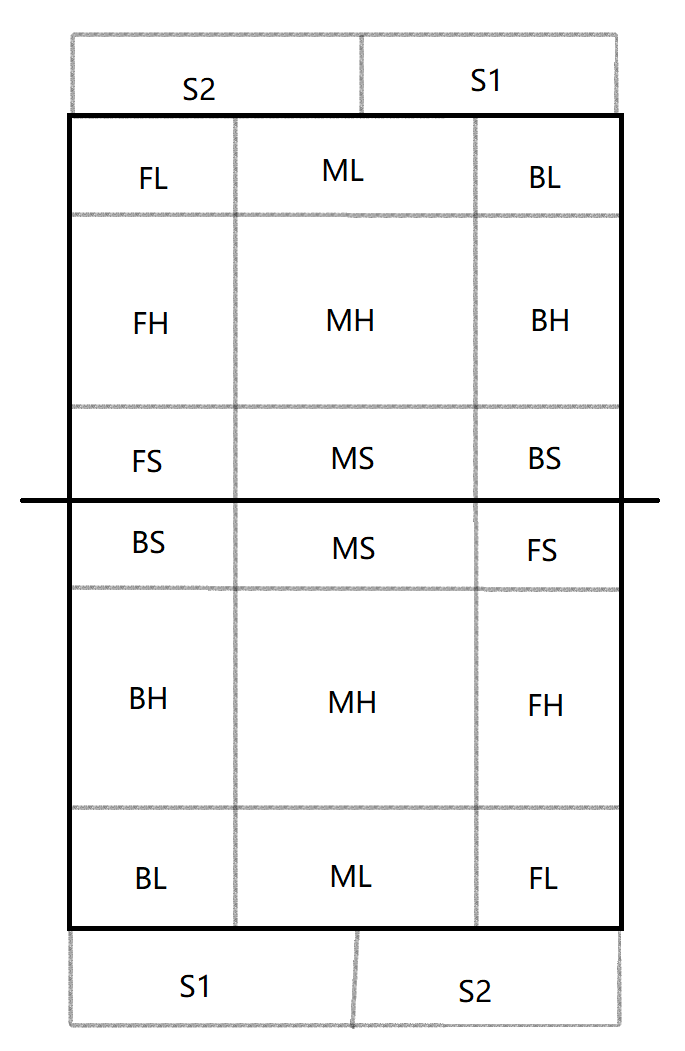 S2 S1
FL ML BL
FH MH BH
FS MS BS
BS MS FS
BH MH FH
BL ML FL
S1 S2